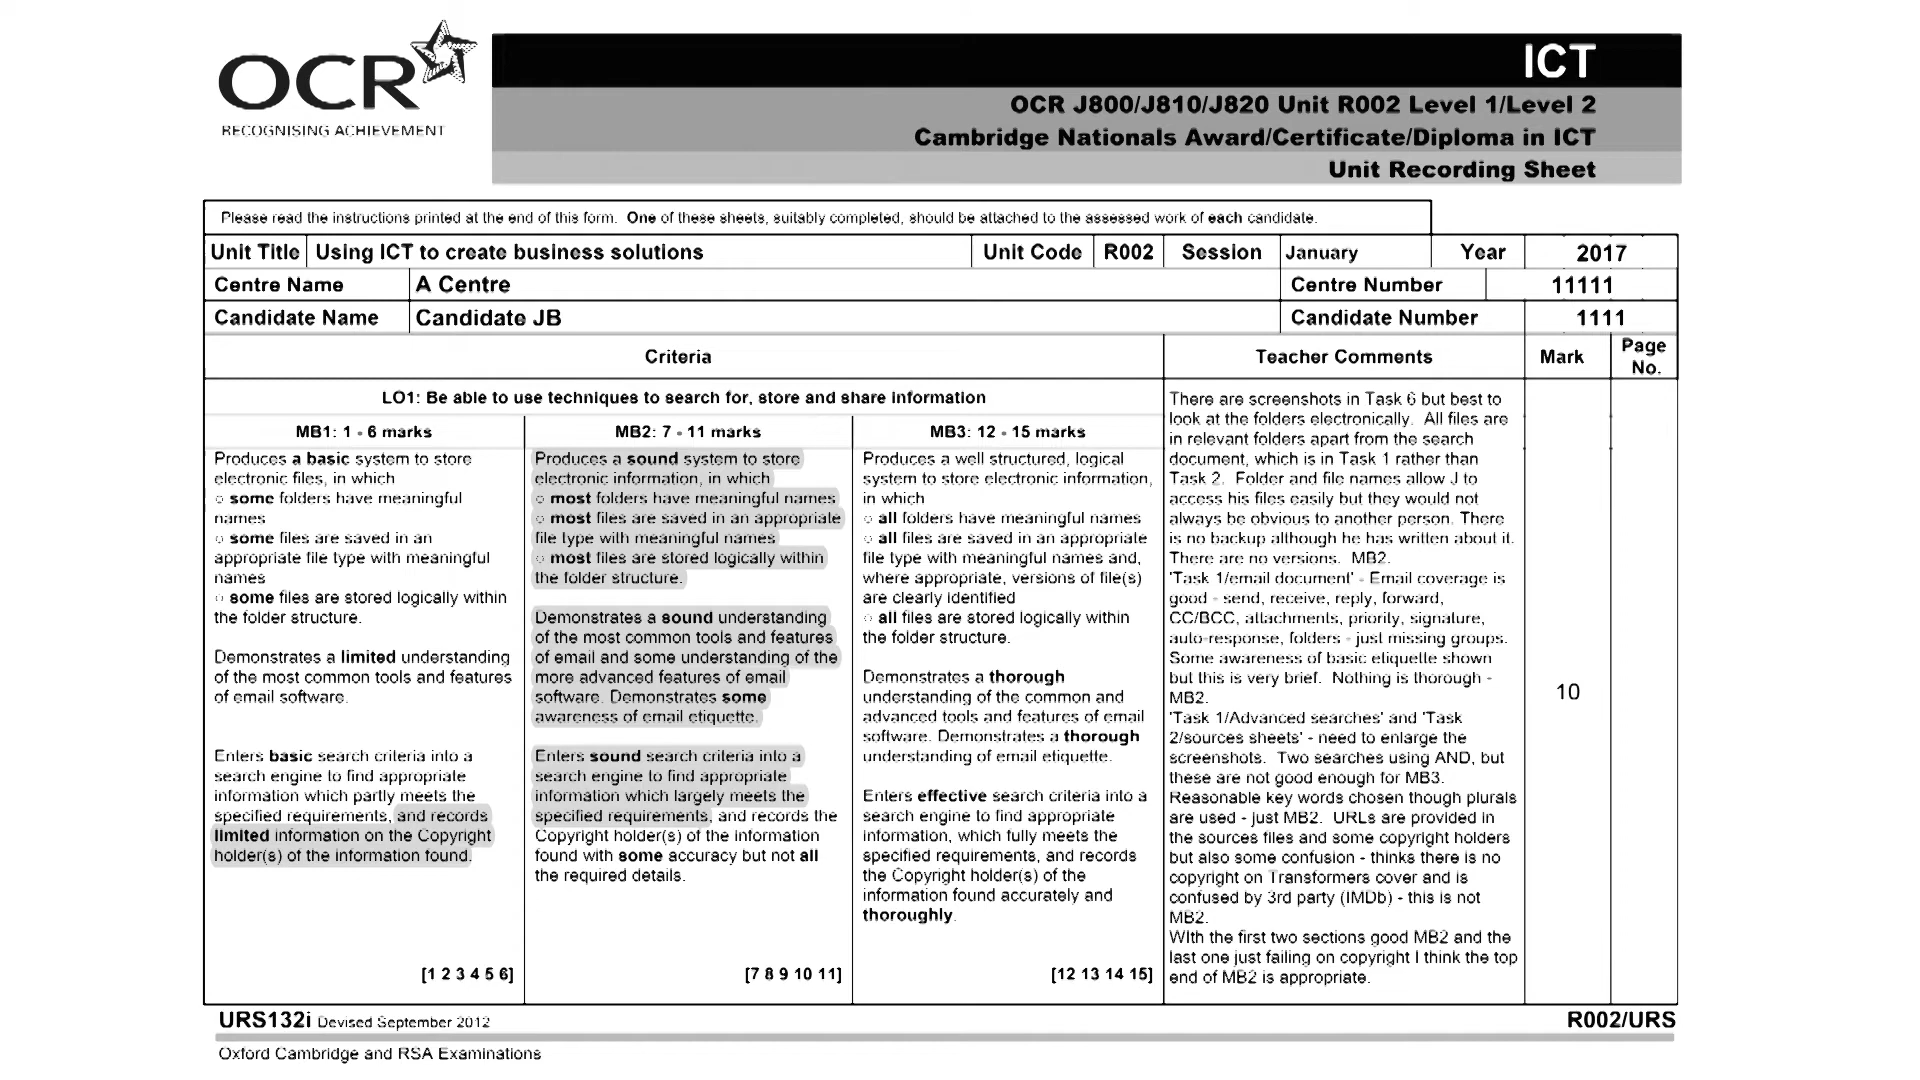 OCR
RECOGNISING ACHIEVEMENT
ICT
OCR J800/J810/J820 Unit R002 Level 1/Level 2
Cambridge Nationals Award/Certificate/Diploma in ICT
Unit Recording Sheet
Please read the instructions printed at the end of this form. One of these sheets, suitably completed, should be attached to the assessed work of each candidate.
Unit Title Using ICT to create business solutions Unit Code R002 Session January Year 2017
Centre Name A Centre Centre Number 11111
Candidate Name Candidate JB Candidate Number 1111
Criteria Teacher Comments Mark Page No.
LO1: Be able to use techniques to search for, store and share information
MB1: 1 - 6 marks
Produces a basic system to store
electronic files, in which
○ some folders have meaningful
names
○ some files are saved in an
appropriate file type with meaningful
names
○ some files are stored logically within
the folder structure.
Demonstrates a limited understanding
of the most common tools and features
of email software.
Enters basic search criteria into a
search engine to find appropriate
information which partly meets the
specified requirements, and records
limited information on the Copyright
holder(s) of the information found.
[1 2 3 4 5 6]
MB2: 7 - 11 marks
Produces a sound system to store
electronic information, in which
○ most folders have meaningful names
○ most files are saved in an appropriate
file type with meaningful names
○ most files are stored logically within
the folder structure.
Demonstrates a sound understanding
of the most common tools and features
of email and some understanding of the
more advanced features of email
software. Demonstrates some
awareness of email etiquette.
Enters sound search criteria into a
search engine to find appropriate
information which largely meets the
specified requirements, and records the
Copyright holder(s) of the information
found with some accuracy but not all
the required details.
[7 8 9 10 11]
MB3: 12 - 15 marks
Produces a well structured, logical
system to store electronic information,
in which
○ all folders have meaningful names
○ all files are saved in an appropriate
file type with meaningful names and,
where appropriate, versions of file(s)
are clearly identified
○ all files are stored logically within
the folder structure.
Demonstrates a thorough
understanding of the common and
advanced tools and features of email
software. Demonstrates a thorough
understanding of email etiquette.
Enters effective search criteria into a
search engine to find appropriate
information, which fully meets the
specified requirements, and records
the Copyright holder(s) of the
information found accurately and
thoroughly.
[12 13 14 15]
There are screenshots in Task 6 but best to
look at the folders electronically. All files are
in relevant folders apart from the search
document, which is in Task 1 rather than
Task 2. Folder and file names allow J to
access his files easily but they would not
always be obvious to another person. There
is no backup although he has written about it.
There are no versions. MB2.
'Task 1/email document' - Email coverage is
good - send, receive, reply, forward,
CC/BCC, attachments, priority, signature,
auto-response, folders - just missing groups.
Some awareness of basic etiquette shown
but this is very brief. Nothing is thorough -
MB2.
'Task 1/Advanced searches' and 'Task
2/sources sheets' - need to enlarge the
screenshots. Two searches using AND, but
these are not good enough for MB3.
Reasonable key words chosen though plurals
are used - just MB2. URLs are provided in
the sources files and some copyright holders
but also some confusion - thinks there is no
copyright on Transformers cover and is
confused by 3rd party (IMDb) - this is not
MB2.
WIth the first two sections good MB2 and the
last one just failing on copyright I think the top
end of MB2 is appropriate.
10
URS132i Devised September 2012 R002/URS
Oxford Cambridge and RSA Examinations